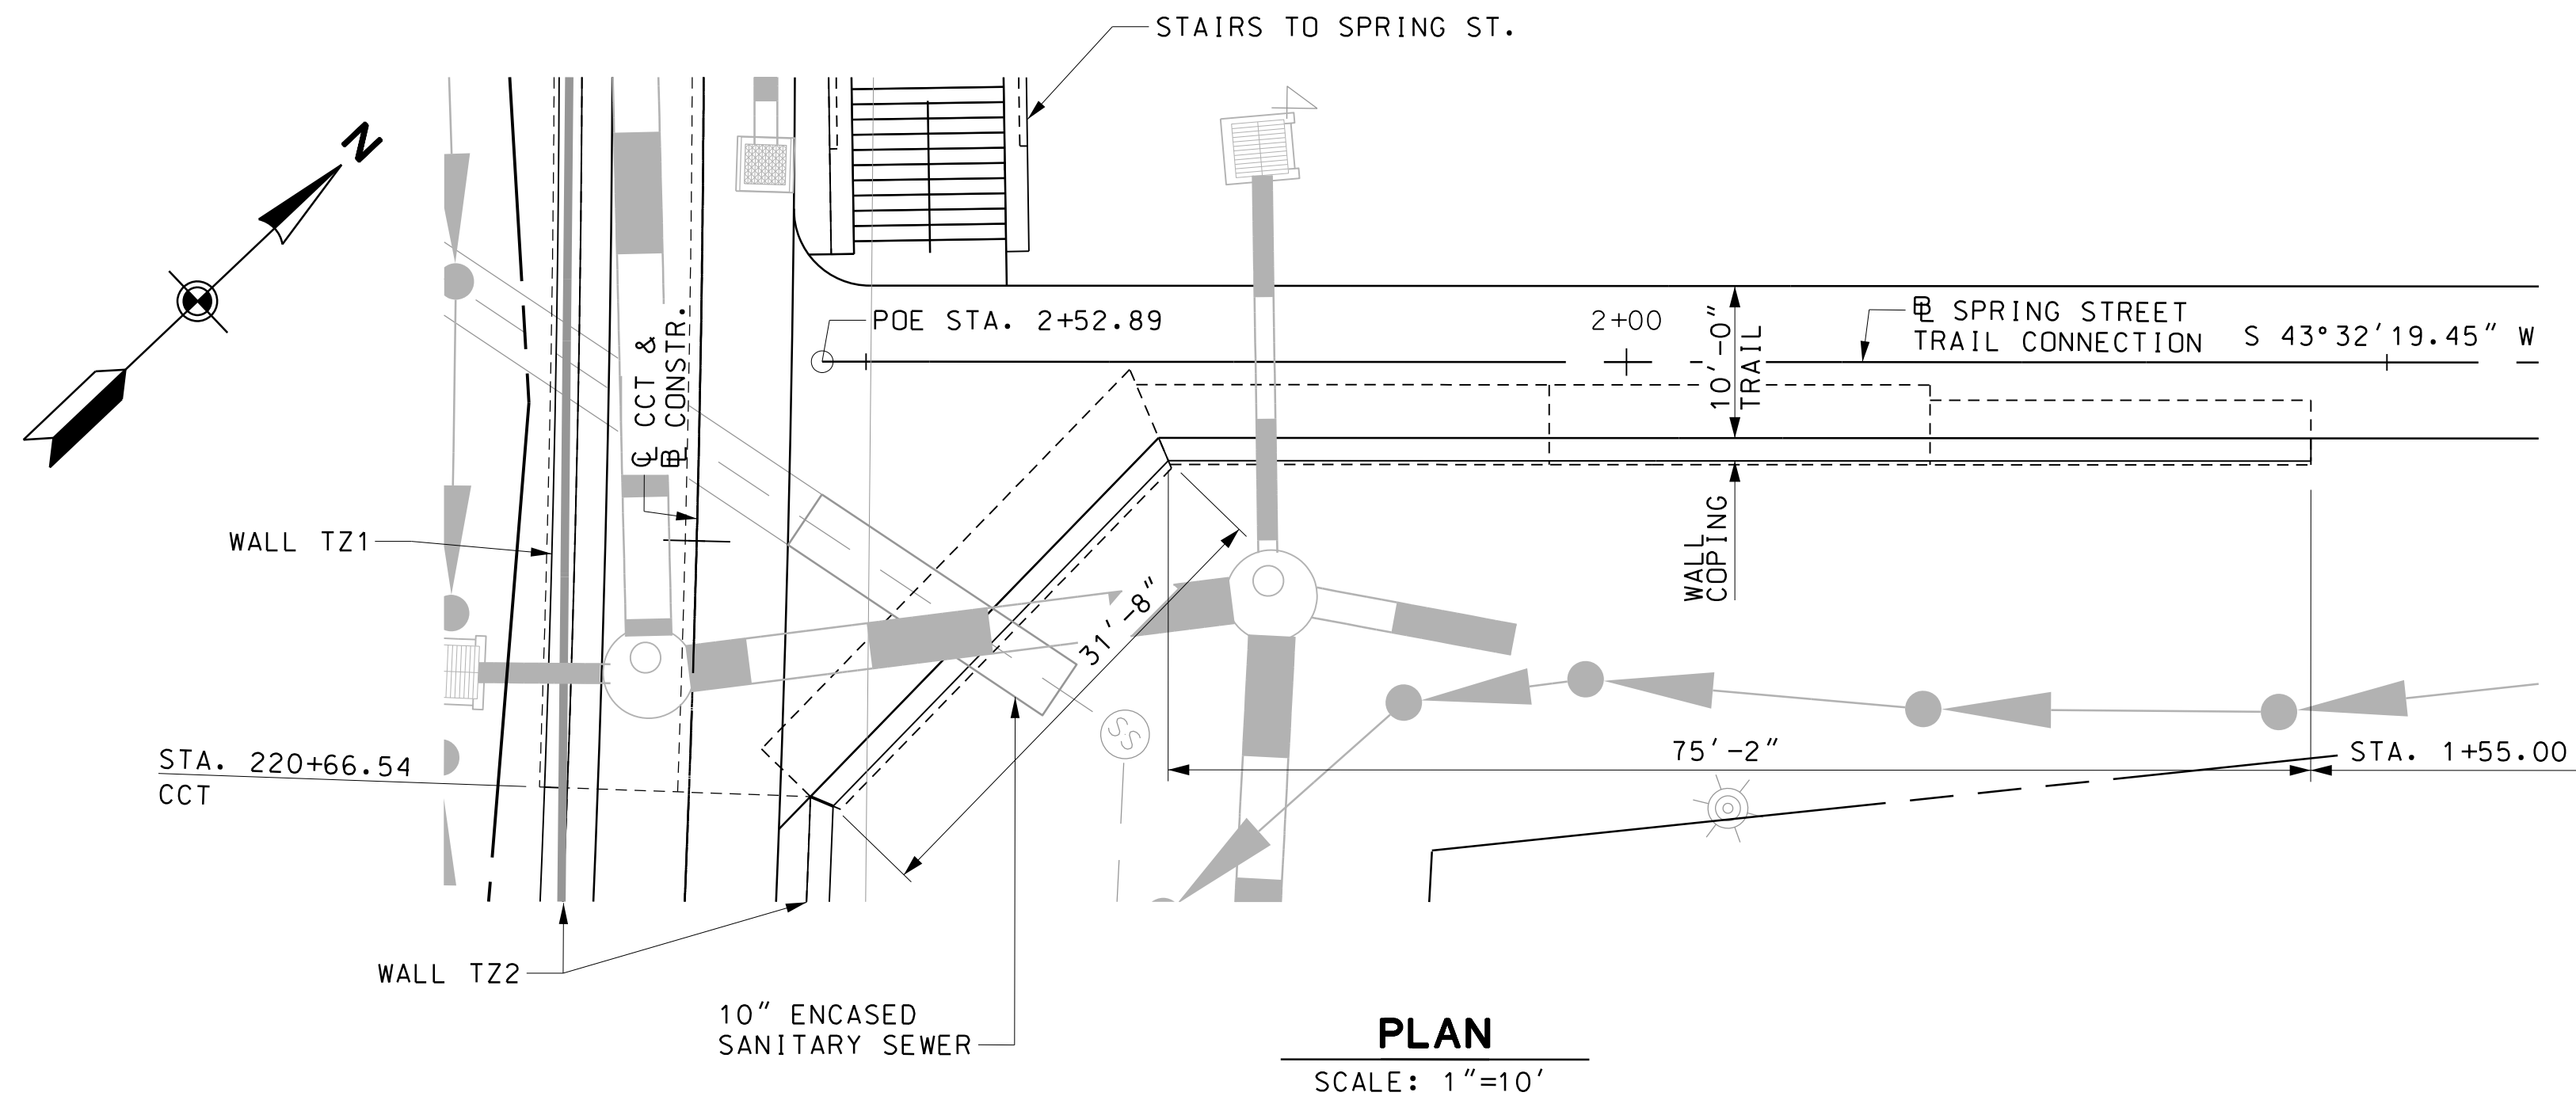 STAIRS TO SPRING ST.
N
POE STA. 2+52.89
2+00
10'-0"
TRAIL
℄ SPRING STREET
TRAIL CONNECTION
S 43°32'19.45" W
℄ CCT &
℄ CONSTR.
WALL TZ1
WALL
COPING
31'-8"
SS
75'-2"
STA. 1+55.00
STA. 220+66.54
CCT
WALL TZ2
10" ENCASED
SANITARY SEWER
PLAN
SCALE: 1"=10'